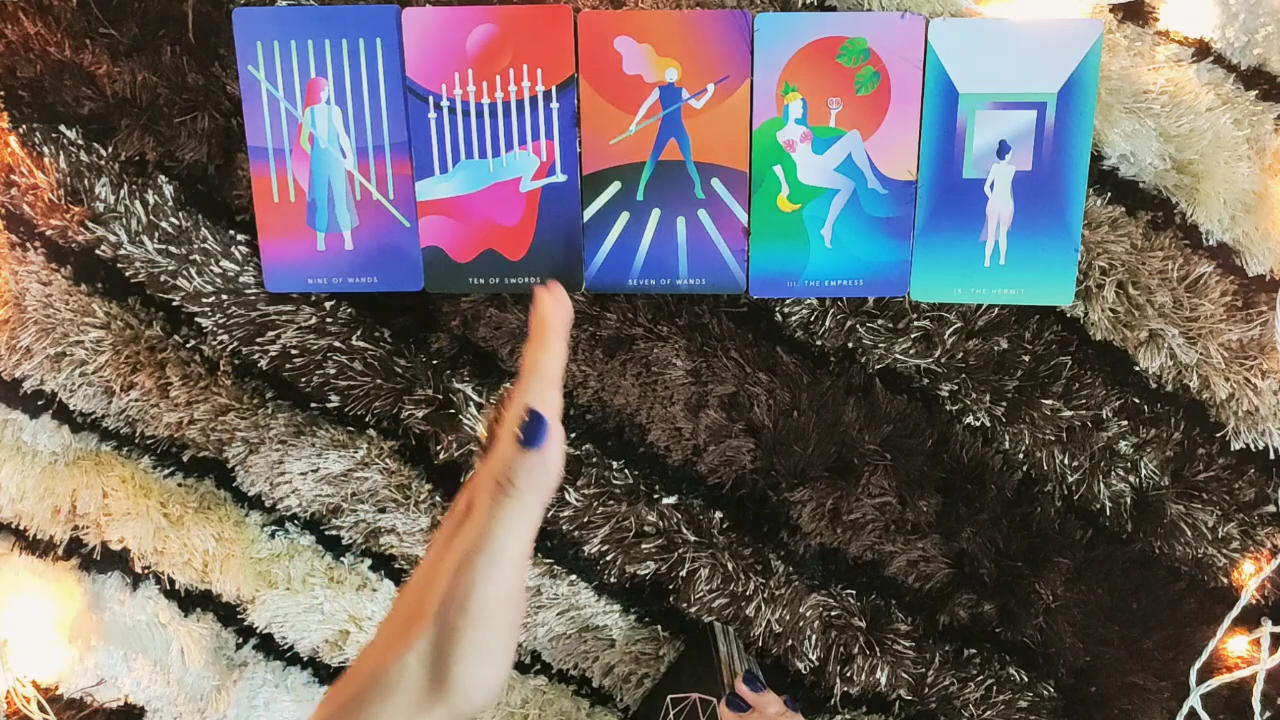 NINE OF WANDS
TEN OF SWORDS
SEVEN OF WANDS
III. THE EMPRESS
IX. THE HERMIT